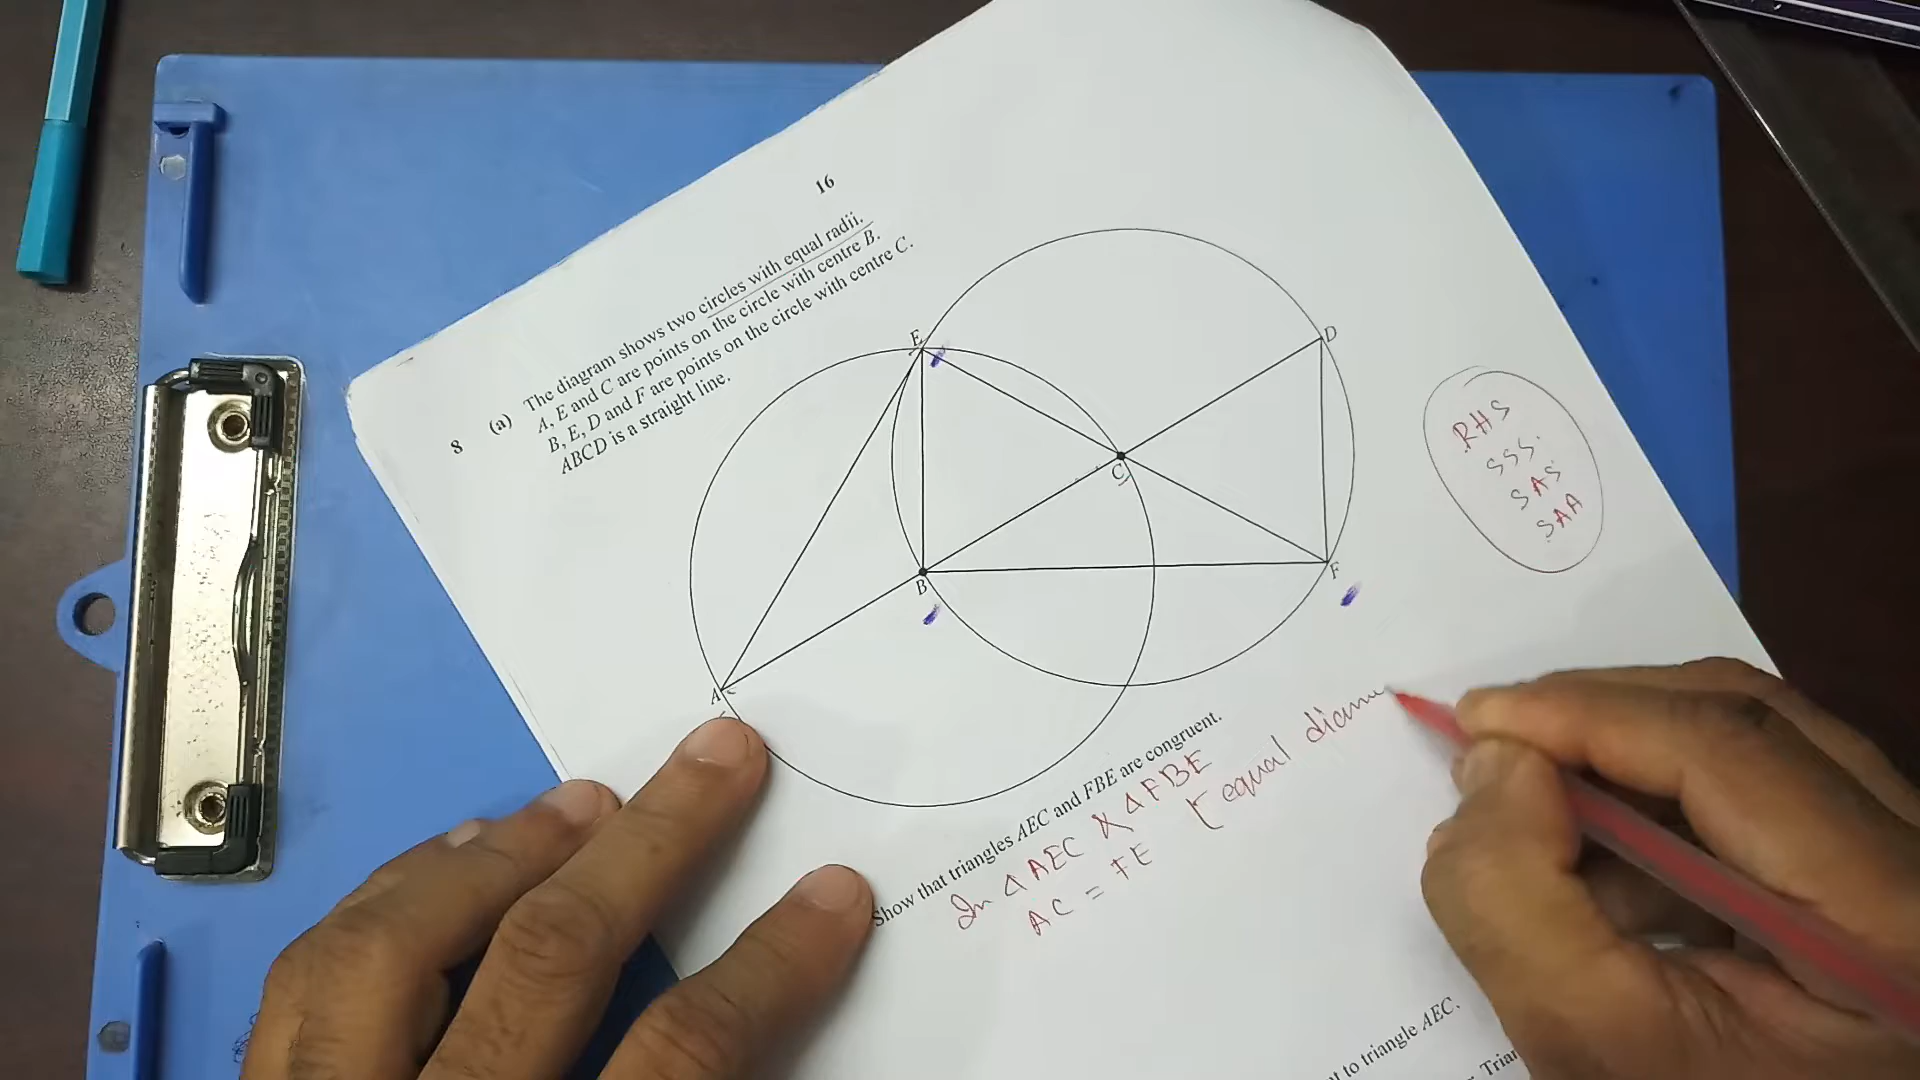 16
8 (a) The diagram shows two circles with equal radii.
A, E and C are points on the circle with centre B.
B, E, D and F are points on the circle with centre C.
ABCD is a straight line.
E
D
C
B
F
A
RHS
SSS
SAS
SAA
Show that triangles AEC and FBE are congruent.
In Δ AEC & Δ FBE
AC = FE [ equal diam
nt to triangle AEC.